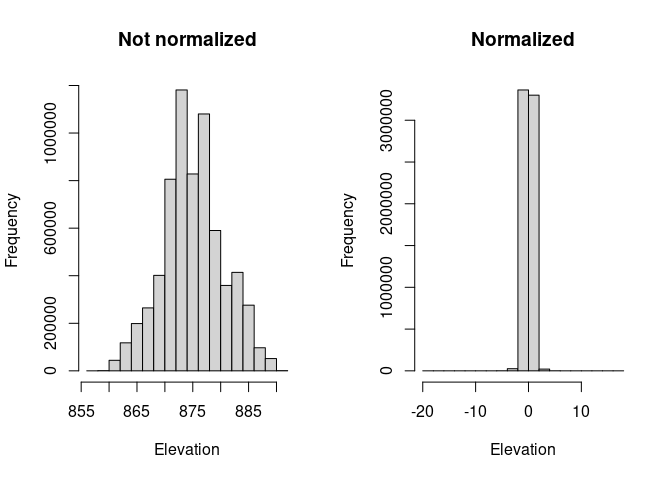 Not normalized
Frequency
0
200000
600000
1000000
855
865
875
885
Elevation
Normalized
Frequency
0
1000000
2000000
3000000
-20
-10
0
10
Elevation